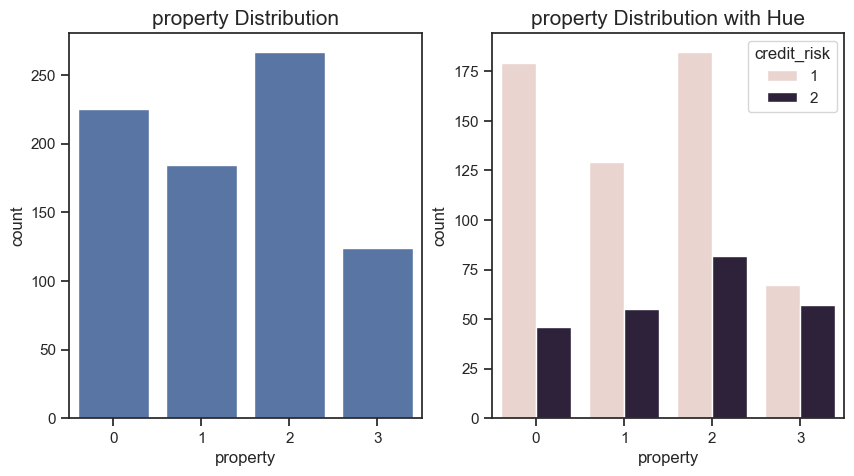 property Distribution
count
250
200
150
100
50
0
0 1 2 3
property
property Distribution with Hue
count
175
150
125
100
75
50
25
0
0 1 2 3
property
credit_risk
1
2